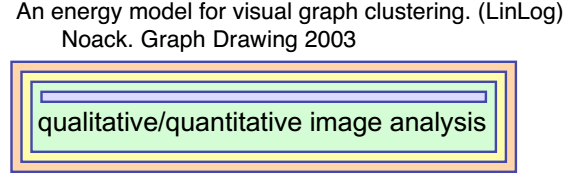 An energy model for visual graph clustering. (LinLog)
Noack. Graph Drawing 2003
qualitative/quantitative image analysis